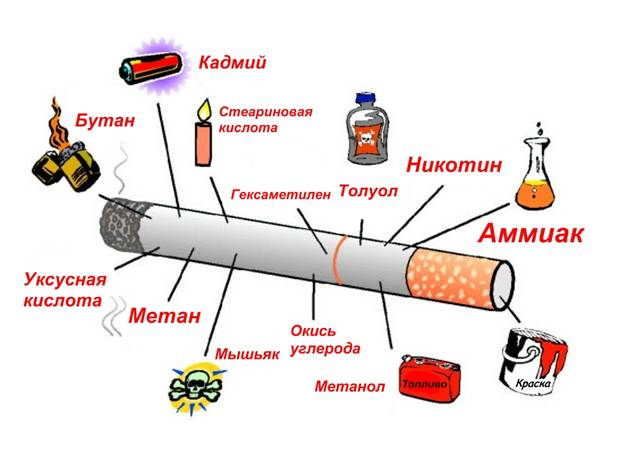 Кадмий
Бутан
Стеариновая
кислота
Никотин
Гексаметилен
Толуол
Аммиак
Уксусная
кислота
Метан
Окись
углерода
Мышьяк
Метанол
Топливо
Краска